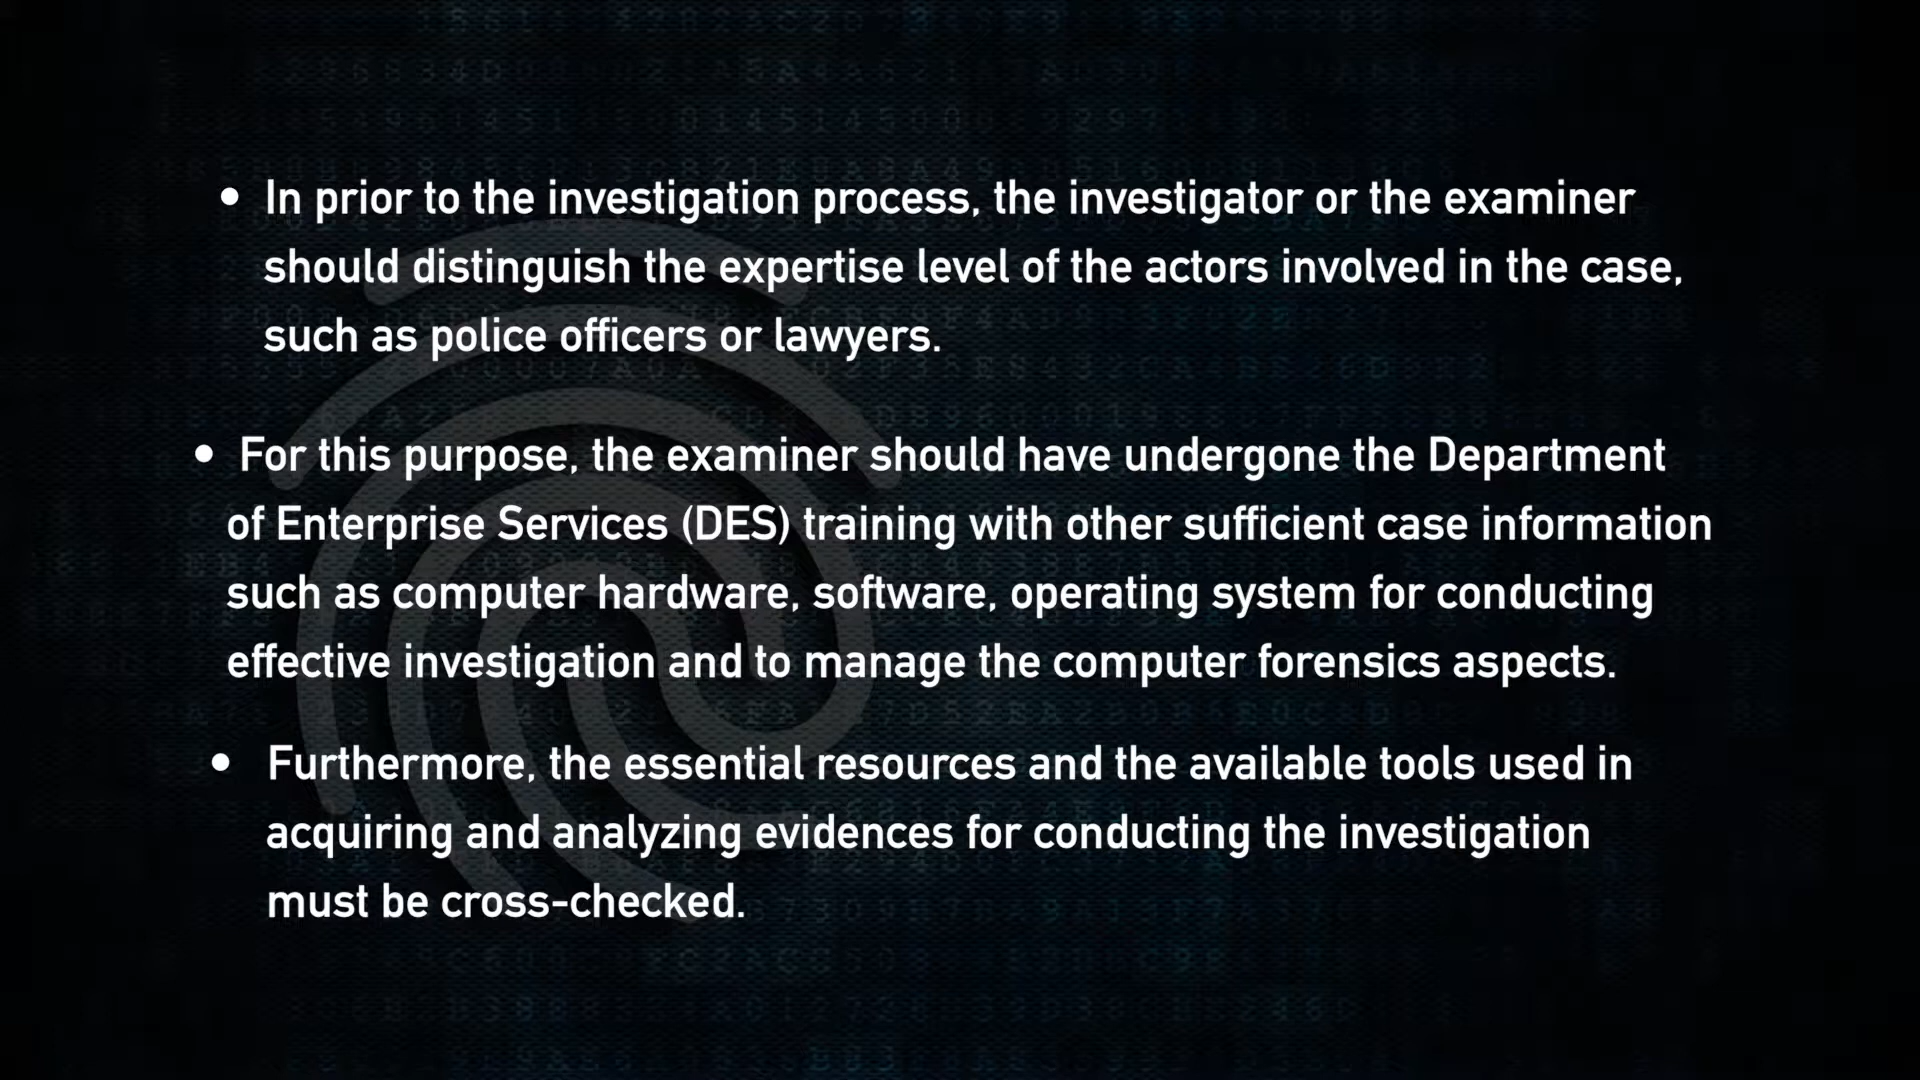 • In prior to the investigation process, the investigator or the examiner
should distinguish the expertise level of the actors involved in the case,
such as police officers or lawyers.
• For this purpose, the examiner should have undergone the Department
of Enterprise Services (DES) training with other sufficient case information
such as computer hardware, software, operating system for conducting
effective investigation and to manage the computer forensics aspects.
• Furthermore, the essential resources and the available tools used in
acquiring and analyzing evidences for conducting the investigation
must be cross-checked.